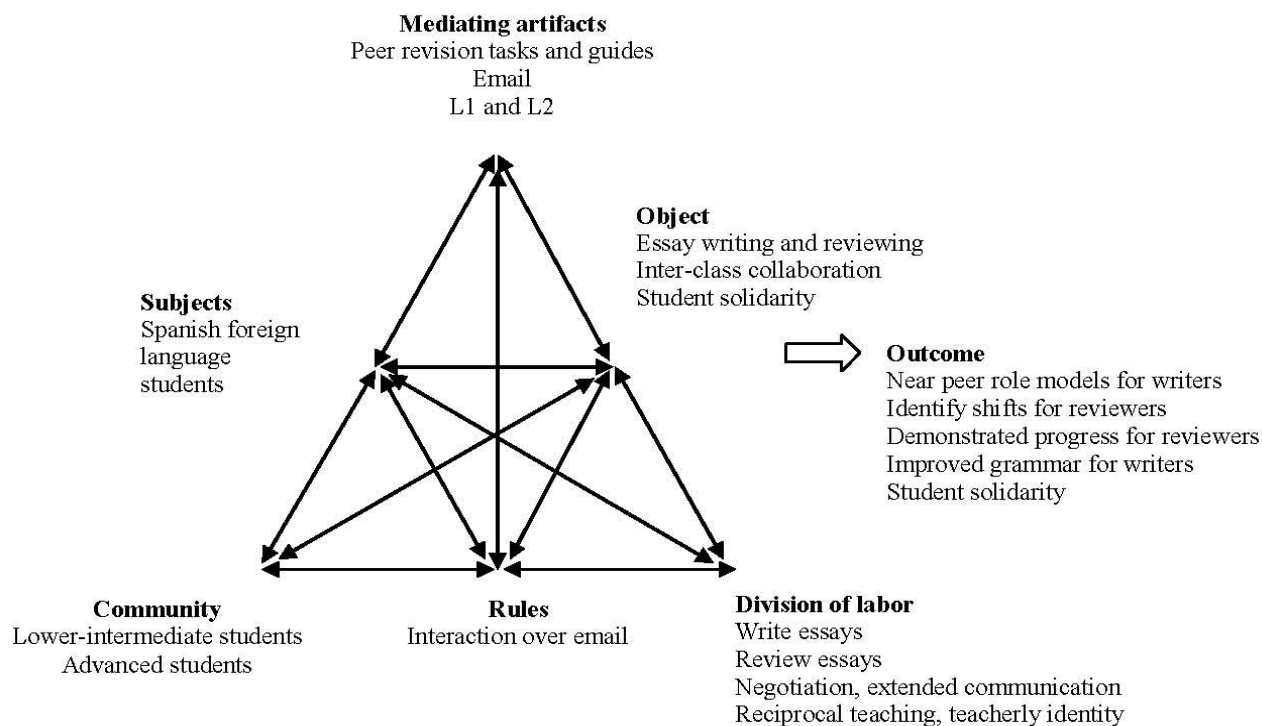 Mediating artifacts
Peer revision tasks and guides
Email
L1 and L2
Object
Essay writing and reviewing
Inter-class collaboration
Student solidarity
Subjects
Spanish foreign
language
students
Outcome
Near peer role models for writers
Identify shifts for reviewers
Demonstrated progress for reviewers
Improved grammar for writers
Student solidarity
Community
Lower-intermediate students
Advanced students
Rules
Interaction over email
Division of labor
Write essays
Review essays
Negotiation, extended communication
Reciprocal teaching, teacherly identity